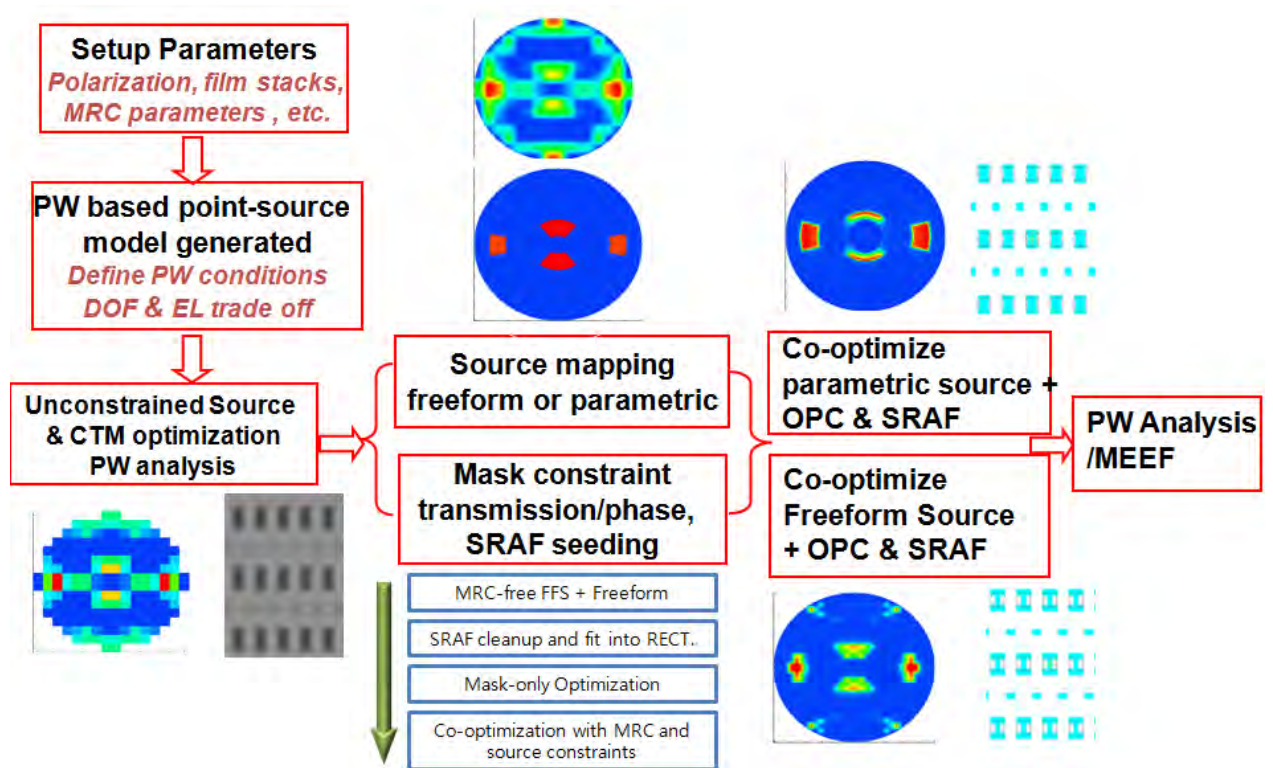 Setup Parameters
Polarization, film stacks,
MRC parameters , etc.
PW based point-source
model generated
Define PW conditions
DOF & EL trade off
Unconstrained Source
& CTM optimization
PW analysis
Source mapping
freeform or parametric
Mask constraint
transmission/phase,
SRAF seeding
MRC-free FFS + Freeform
SRAF cleanup and fit into RECT.
Mask-only Optimization
Co-optimization with MRC and
source constraints
Co-optimize
parametric source +
OPC & SRAF
Co-optimize
Freeform Source
+ OPC & SRAF
PW Analysis
/MEEF